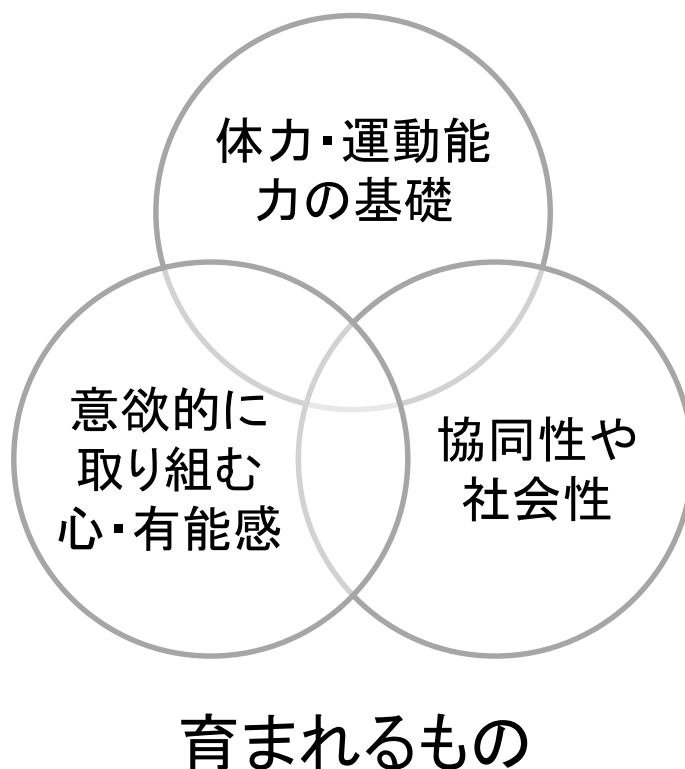 体力・運動能
力の基礎
意欲的に
取り組む
心・有能感
協同性や
社会性
育まれるもの